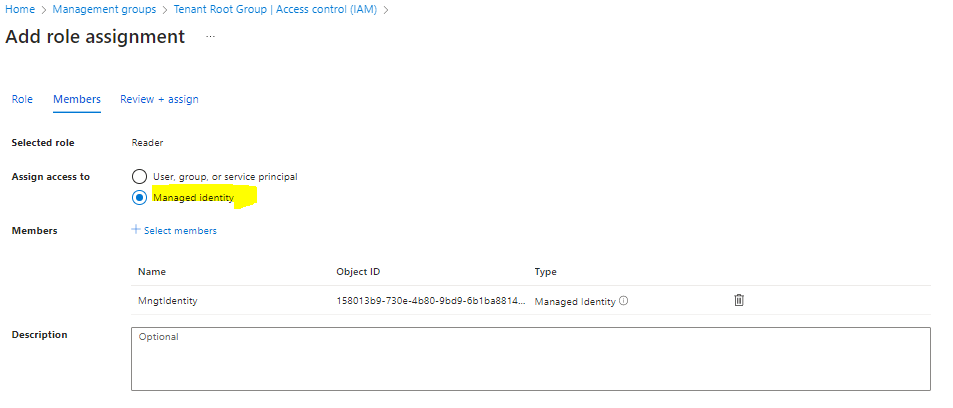 Home > Management groups > Tenant Root Group | Access control (IAM) >
Add role assignment ...
Role Members Review + assign
Selected role Reader
Assign access to User, group, or service principal
Managed identity
Members + Select members
Name Object ID Type
MngtIdentity 158013b9-730e-4b80-9bd9-6b1ba8814... Managed Identity
Description Optional